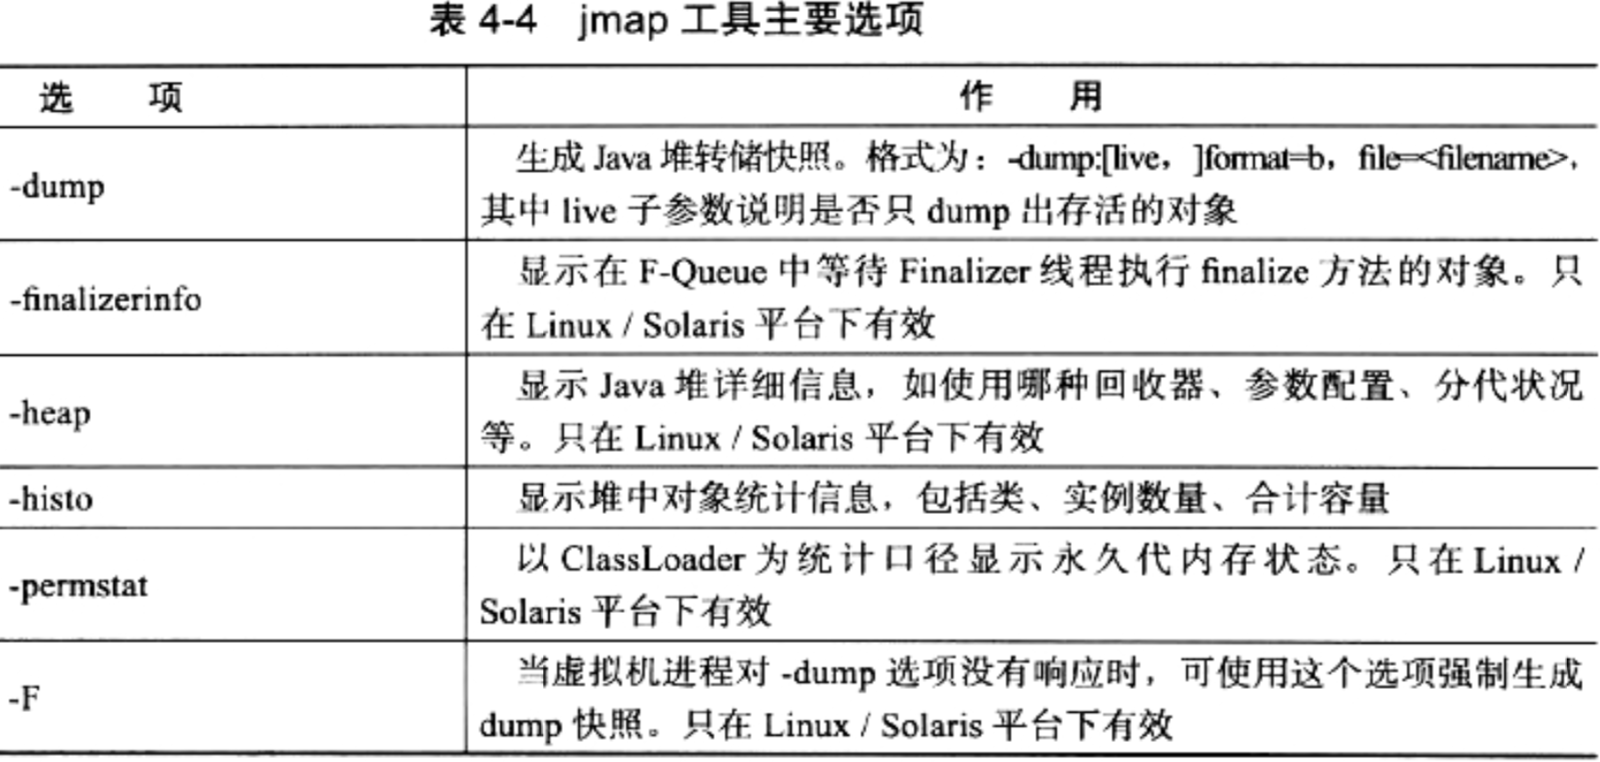 表 4-4 jmap 工具主要选项
选 项 作 用
-dump
生成 Java 堆转储快照。格式为：-dump:[live，]format=b，file=<filename>，
其中 live 子参数说明是否只 dump 出存活的对象
-finalizerinfo
显示在 F-Queue 中等待 Finalizer 线程执行 finalize 方法的对象。只
在 Linux / Solaris 平台下有效
-heap
显示 Java 堆详细信息，如使用哪种回收器、参数配置、分代状况
等。只在 Linux / Solaris 平台下有效
-histo
显示堆中对象统计信息，包括类、实例数量、合计容量
-permstat
以 ClassLoader 为统计口径显示永久代内存状态。只在 Linux /
Solaris 平台下有效
-F
当虚拟机进程对 -dump 选项没有响应时，可使用这个选项强制生成
dump 快照。只在 Linux / Solaris 平台下有效